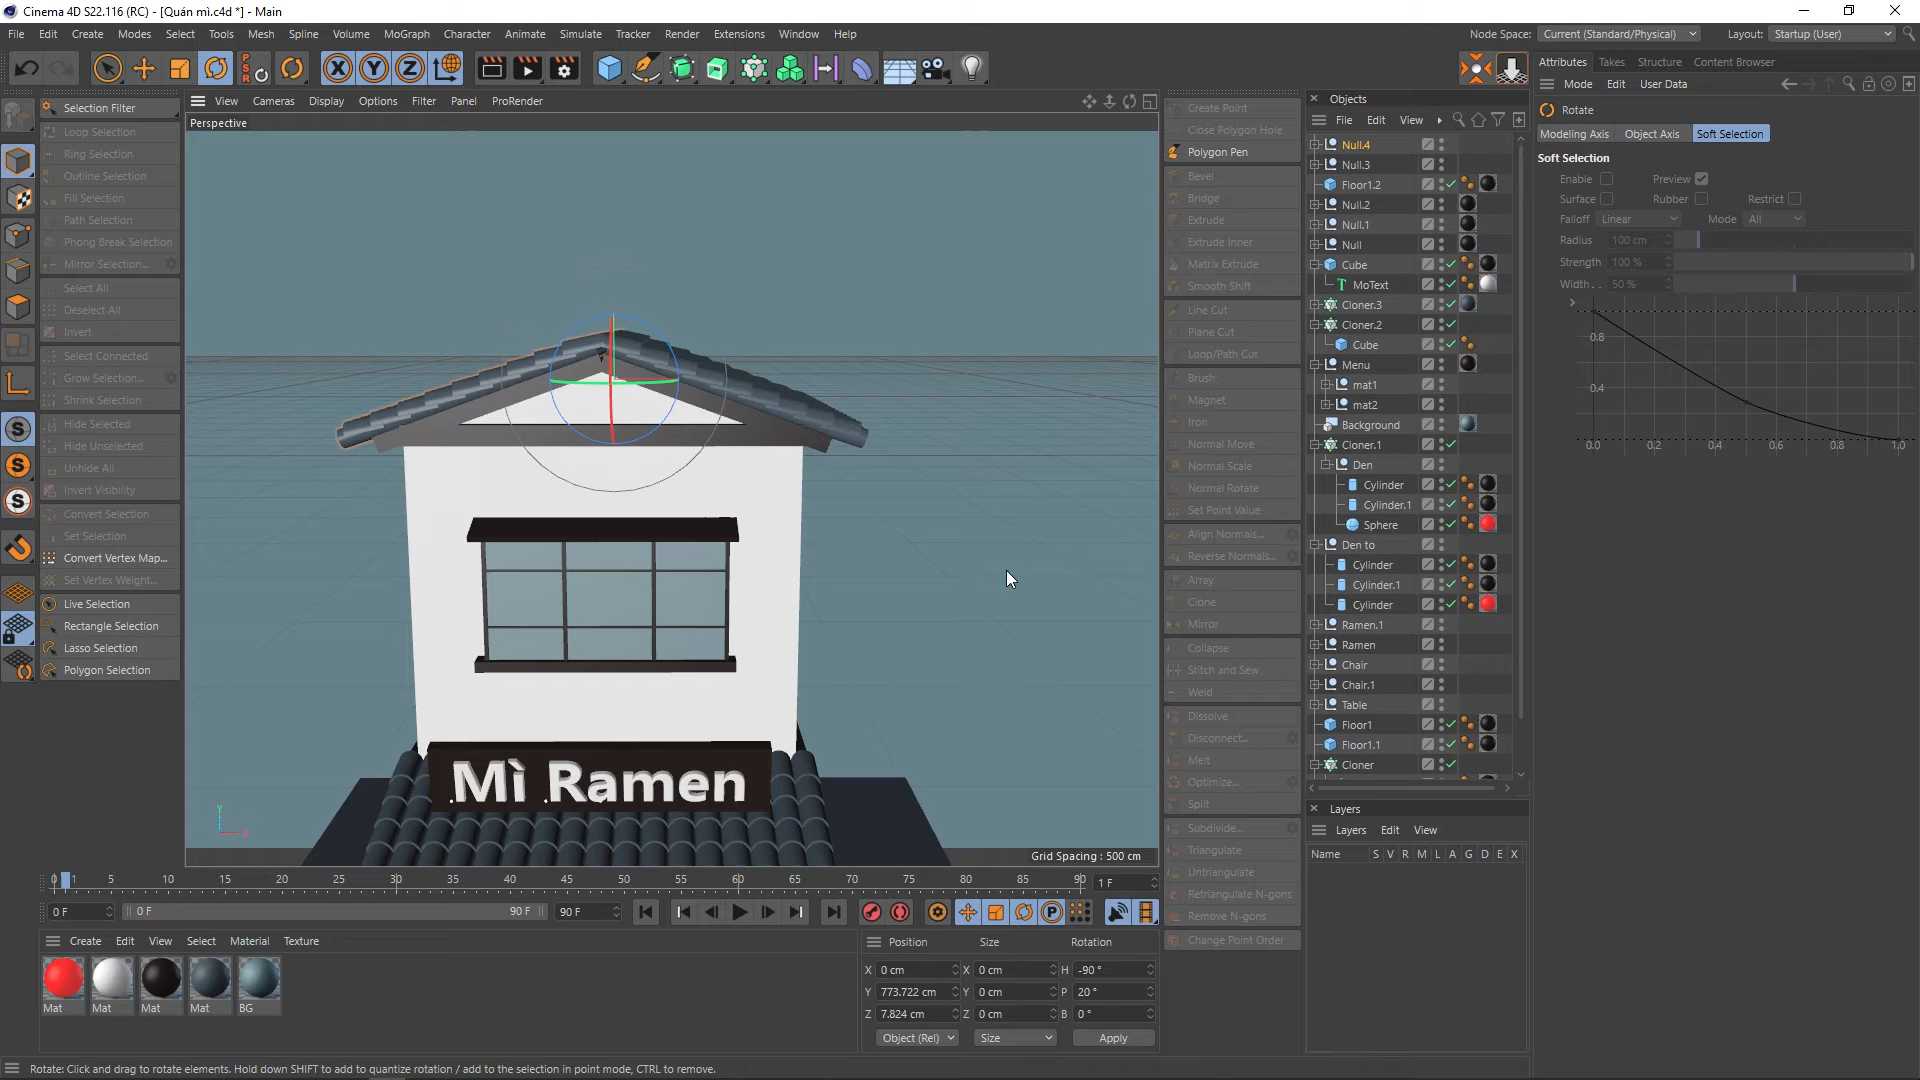 Cinema 4D S22.116 (RC) - [Quán mì.c4d *] - Main
File Edit Create Modes Select Tools Mesh Spline Volume MoGraph Character Animate Simulate Tracker Render Extensions Window Help Node Space: Current (Standard/Physical) Layout: Startup (User)
P S R X Y Z
Attributes Takes Structure Content Browser
Mode Edit User Data
Rotate
Modeling Axis Object Axis Soft Selection
Soft Selection
Enable Preview
Surface Rubber Restrict
Falloff Linear Mode All
Radius 100 cm
Strength 100 %
Width . . 50 %
0.8
0.4
0.0 0.2 0.4 0.6 0.8 1.0
Selection Filter
Loop Selection
Ring Selection
Outline Selection
Fill Selection
Path Selection
Phong Break Selection
Mirror Selection...
Select All
Deselect All
Invert
Select Connected
Grow Selection...
Shrink Selection
Hide Selected
Hide Unselected
Unhide All
Invert Visibility
Convert Selection
Set Selection
Convert Vertex Map...
Set Vertex Weight...
Live Selection
Rectangle Selection
Lasso Selection
Polygon Selection
View Cameras Display Options Filter Panel ProRender
Perspective
Mì Ramen
Y
X
Grid Spacing : 500 cm
Create Point
Close Polygon Hole
Polygon Pen
Bevel
Bridge
Extrude
Extrude Inner
Matrix Extrude
Smooth Shift
Line Cut
Plane Cut
Loop/Path Cut
Brush
Magnet
Iron
Normal Move
Normal Scale
Normal Rotate
Set Point Value
Align Normals...
Reverse Normals...
Array
Clone
Mirror
Collapse
Stitch and Sew
Weld
Dissolve
Disconnect...
Melt
Optimize...
Split
Subdivide...
Triangulate
Untriangulate
Retriangulate N-gons
Remove N-gons
Change Point Order
Objects
File Edit View
Null.4
Null.3
Floor1.2
Null.2
Null.1
Null
Cube
MoText
Cloner.3
Cloner.2
Cube
Menu
mat1
mat2
Background
Cloner.1
Den
Cylinder
Cylinder.1
Sphere
Den to
Cylinder
Cylinder.1
Cylinder
Ramen.1
Ramen
Chair
Chair.1
Table
Floor1
Floor1.1
Cloner
Layers
Layers Edit View
Name S V R M L A G D E X
0 1 5 10 15 20 25 30 35 40 45 50 55 60 65 70 75 80 85 90 1 F
0 F 0 F 90 F 90 F
Create Edit View Select Material Texture
Mat Mat Mat Mat BG
Position Size Rotation
X 0 cm X 0 cm H -90 °
Y 773.722 cm Y 0 cm P 20 °
Z 7.824 cm Z 0 cm B 0 °
Object (Rel) Size Apply
Rotate: Click and drag to rotate elements. Hold down SHIFT to add to quantize rotation / add to the selection in point mode, CTRL to remove.